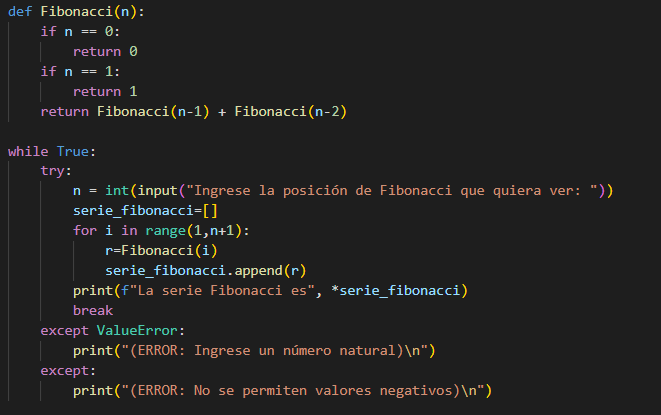 def Fibonacci(n):
    if n == 0:
        return 0
    if n == 1:
        return 1
    return Fibonacci(n-1) + Fibonacci(n-2)

while True:
    try:
        n = int(input("Ingrese la posición de Fibonacci que quiera ver: "))
        serie_fibonacci=[]
        for i in range(1,n+1):
            r=Fibonacci(i)
            serie_fibonacci.append(r)
        print(f"La serie Fibonacci es", *serie_fibonacci)
        break
    except ValueError:
        print("(ERROR: Ingrese un número natural)\n")
    except:
        print("(ERROR: No se permiten valores negativos)\n")